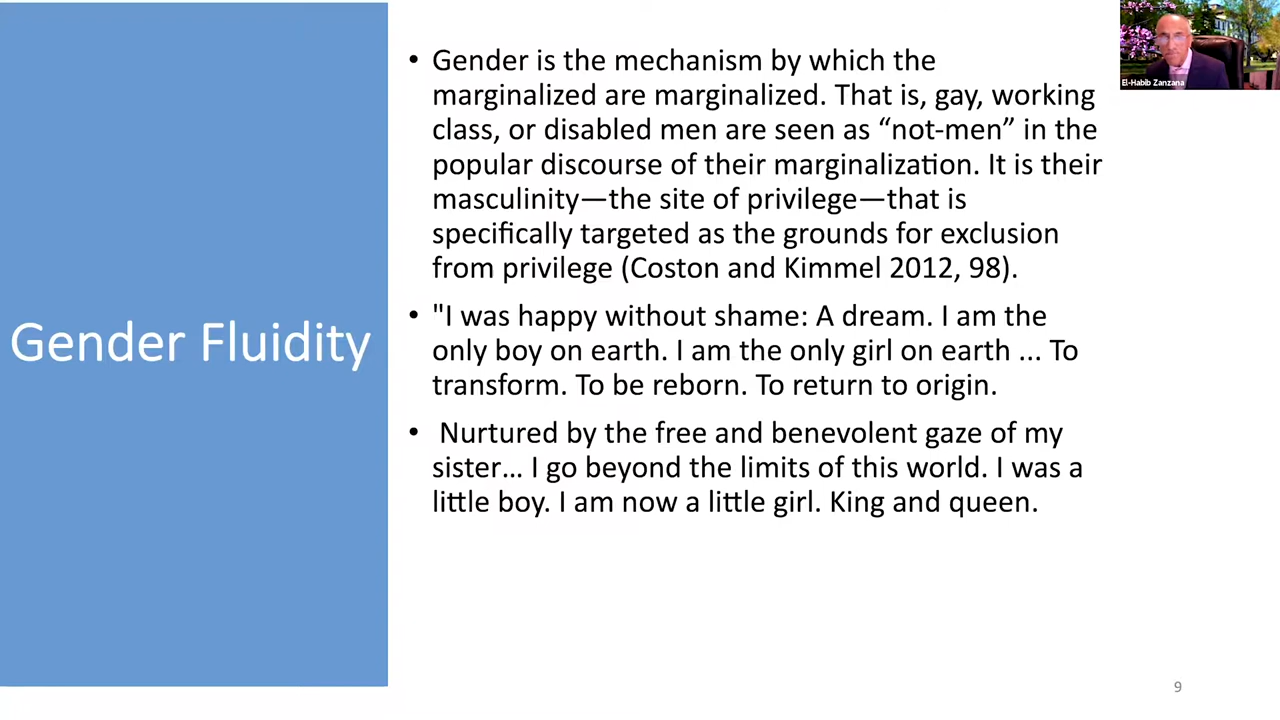 Gender Fluidity
• Gender is the mechanism by which the
marginalized are marginalized. That is, gay, working
class, or disabled men are seen as “not-men” in the
popular discourse of their marginalization. It is their
masculinity—the site of privilege—that is
specifically targeted as the grounds for exclusion
from privilege (Coston and Kimmel 2012, 98).
• "I was happy without shame: A dream. I am the
only boy on earth. I am the only girl on earth ... To
transform. To be reborn. To return to origin.
• Nurtured by the free and benevolent gaze of my
sister... I go beyond the limits of this world. I was a
little boy. I am now a little girl. King and queen.
El-Habib Zanzana
9